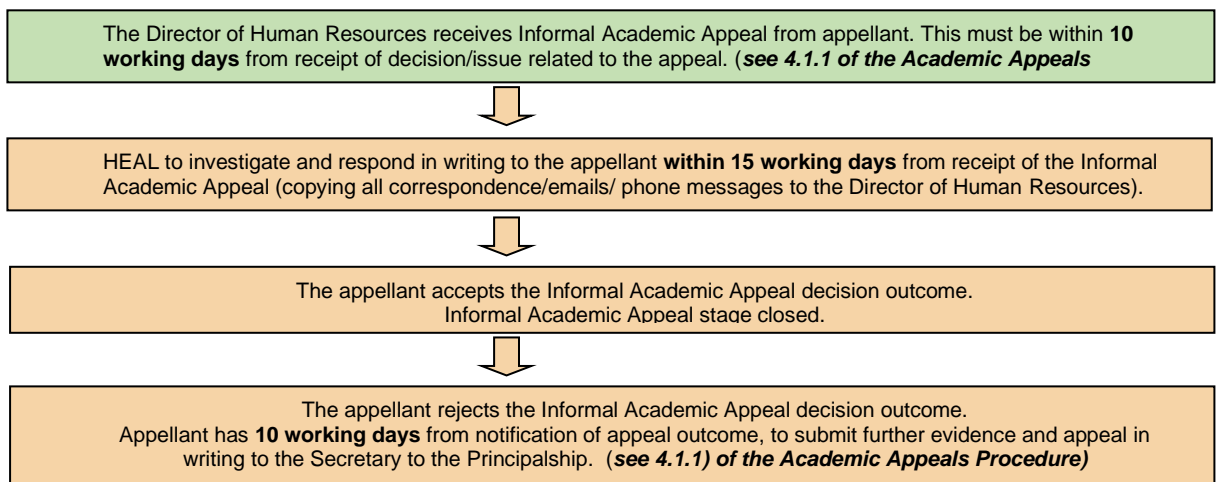 The Director of Human Resources receives Informal Academic Appeal from appellant. This must be within 10
working days from receipt of decision/issue related to the appeal. (see 4.1.1 of the Academic Appeals
HEAL to investigate and respond in writing to the appellant within 15 working days from receipt of the Informal
Academic Appeal (copying all correspondence/emails/ phone messages to the Director of Human Resources).
The appellant accepts the Informal Academic Appeal decision outcome.
Informal Academic Appeal stage closed.
The appellant rejects the Informal Academic Appeal decision outcome.
Appellant has 10 working days from notification of appeal outcome, to submit further evidence and appeal in
writing to the Secretary to the Principalship. (see 4.1.1) of the Academic Appeals Procedure)